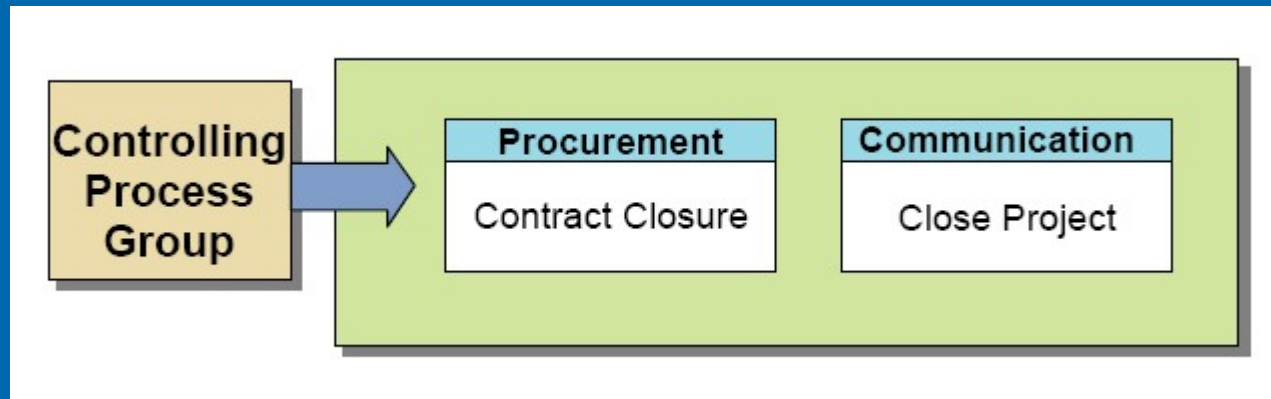 Controlling
Process
Group
Procurement
Contract Closure
Communication
Close Project